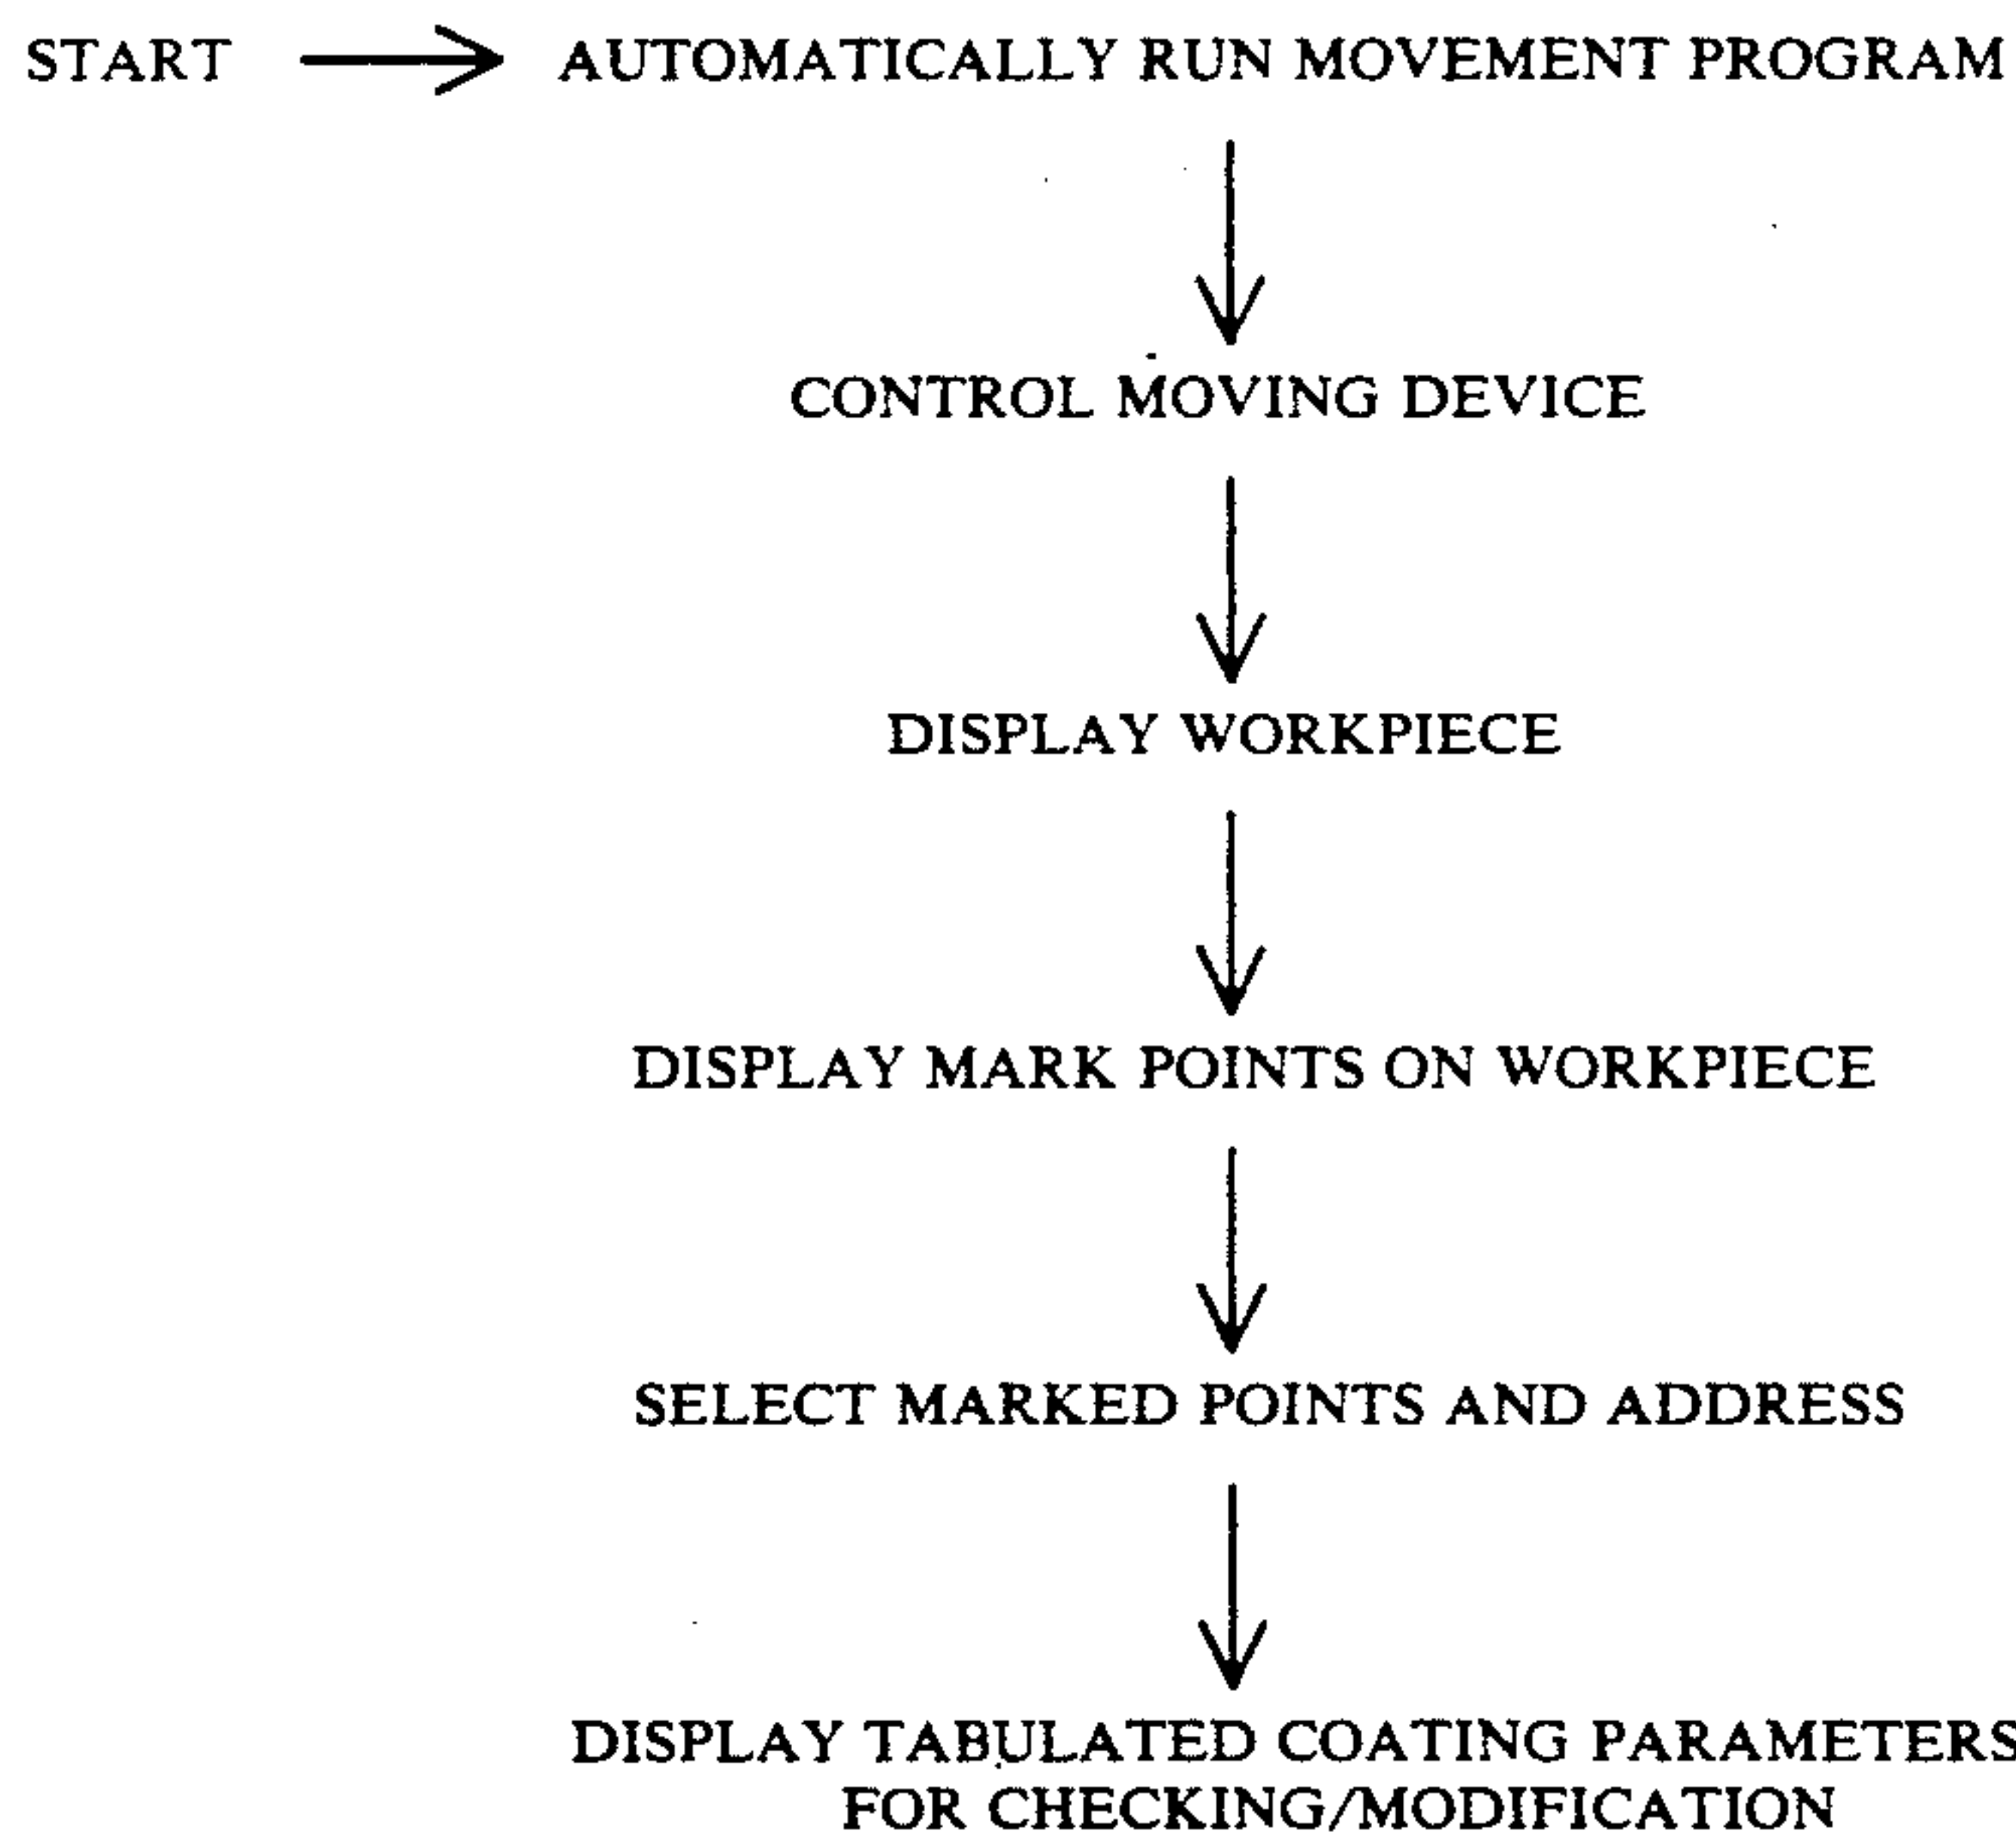 START
AUTOMATICALLY RUN MOVEMENT PROGRAM
CONTROL MOVING DEVICE
DISPLAY WORKPIECE
DISPLAY MARK POINTS ON WORKPIECE
SELECT MARKED POINTS AND ADDRESS
DISPLAY TABULATED COATING PARAMETERS
FOR CHECKING/MODIFICATION